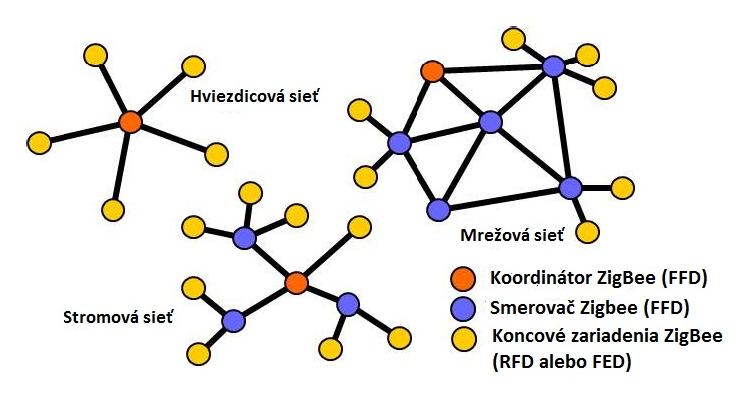 Hviezdicová sieť
Mrežová sieť
Stromová sieť
Koordinátor ZigBee (FFD)
Smerovač Zigbee (FFD)
Koncové zariadenia ZigBee
(RFD alebo FED)